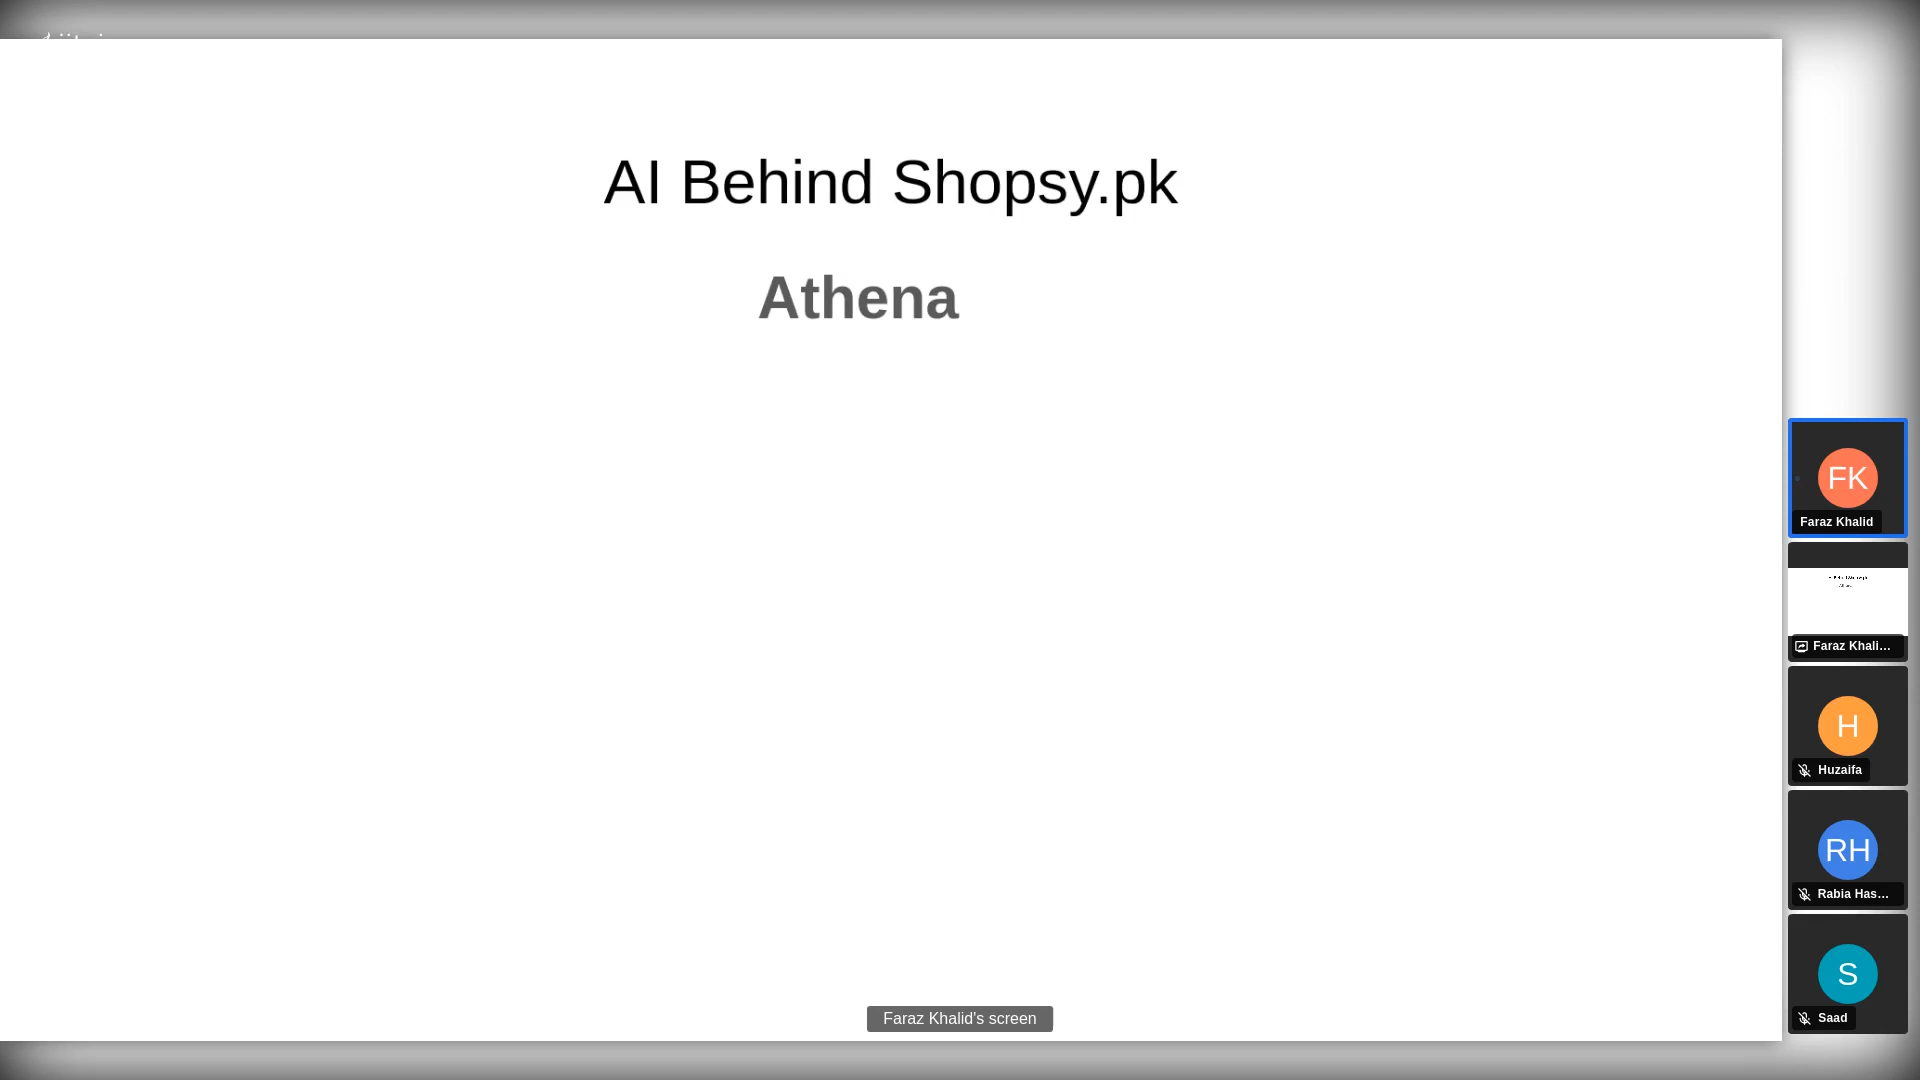 AI Behind Shopsy.pk
Athena
FK
Faraz Khalid
Faraz Khali...
H
Huzaifa
RH
Rabia Has...
S
Saad
Faraz Khalid's screen